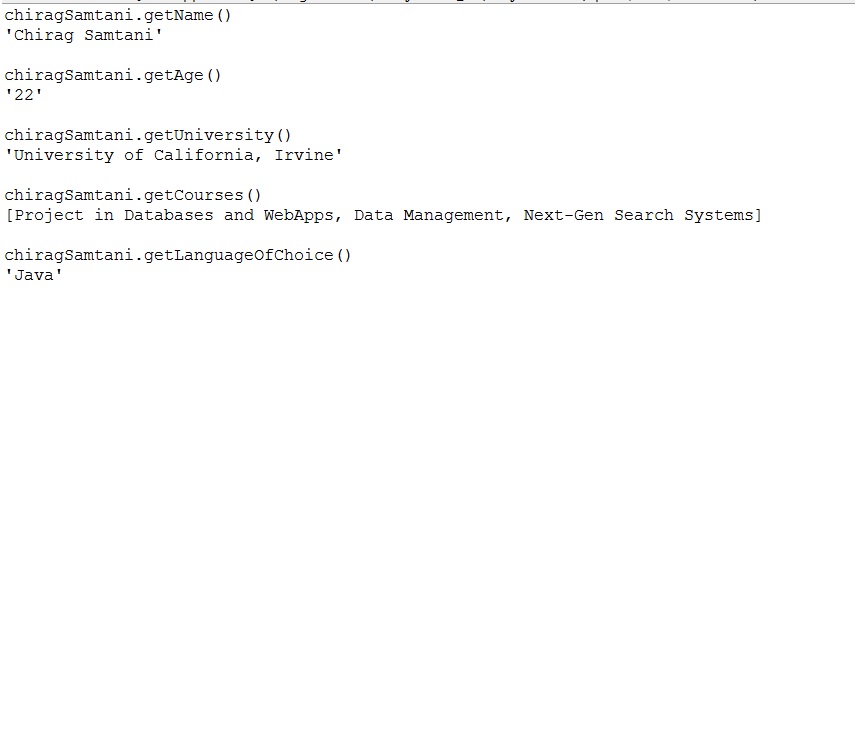 chiragSamtani.getName()
'Chirag Samtani'
chiragSamtani.getAge()
'22'
chiragSamtani.getUniversity()
'University of California, Irvine'
chiragSamtani.getCourses()
[Project in Databases and WebApps, Data Management, Next-Gen Search Systems]
chiragSamtani.getLanguageOfChoice()
'Java'